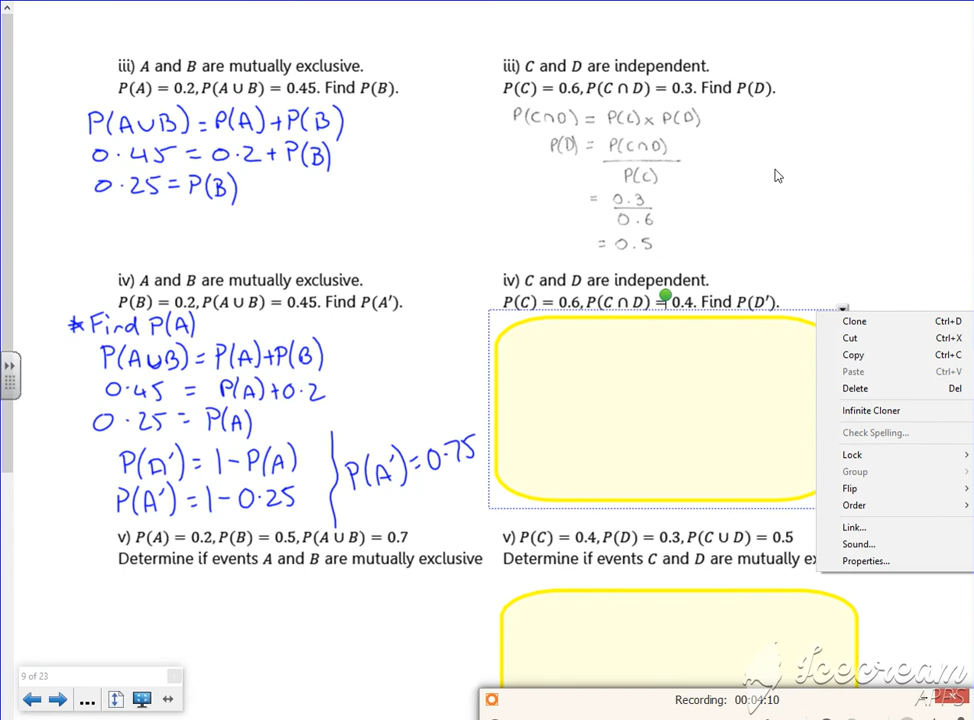 iii) A and B are mutually exclusive.
P(A) = 0.2, P(A ∪ B) = 0.45. Find P(B).
P(A∪B) = P(A) + P(B)
0.45 = 0.2 + P(B)
0.25 = P(B)
iii) C and D are independent.
P(C) = 0.6, P(C ∩ D) = 0.3. Find P(D).
P(C∩D) = P(C) × P(D)
P(D) = P(C∩D)
P(C)
= 0.3
0.6
= 0.5
iv) A and B are mutually exclusive.
P(B) = 0.2, P(A ∪ B) = 0.45. Find P(A′).
* Find P(A)
P(A∪B) = P(A) + P(B)
0.45 = P(A) + 0.2
0.25 = P(A)
P(A′) = 1 − P(A)
P(A′) = 1 − 0.25
P(A′) = 0.75
iv) C and D are independent.
P(C) = 0.6, P(C ∩ D) = 0.4. Find P(D′).
Clone Ctrl+D
Cut Ctrl+X
Copy Ctrl+C
Paste Ctrl+V
Delete Del
Infinite Cloner
Check Spelling...
Lock
Group
Flip
Order
Link...
Sound...
Properties...
v) P(A) = 0.2, P(B) = 0.5, P(A ∪ B) = 0.7
Determine if events A and B are mutually exclusive
v) P(C) = 0.4, P(D) = 0.3, P(C ∪ D) = 0.5
Determine if events C and D are mutually ex
9 of 23
...
Icecream
APPS
Recording: 00:04:10